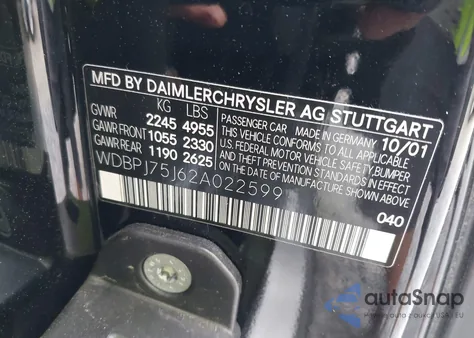 MFD BY DAIMLERCHRYSLER AG STUTTGART
KG LBS
GVWR 2245 4955
GAWR FRONT 1055 2330
GAWR REAR 1190 2625
PASSENGER CAR MADE IN GERMANY 10/01
THIS VEHICLE CONFORMS TO ALL APPLICABLE
U.S. FEDERAL MOTOR VEHICLE SAFETY, BUMPER
AND THEFT PREVENTION STANDARDS IN EFFECT
ON THE DATE OF MANUFACTURE SHOWN ABOVE
WDBPJ75J62A022599
040
autaSnap